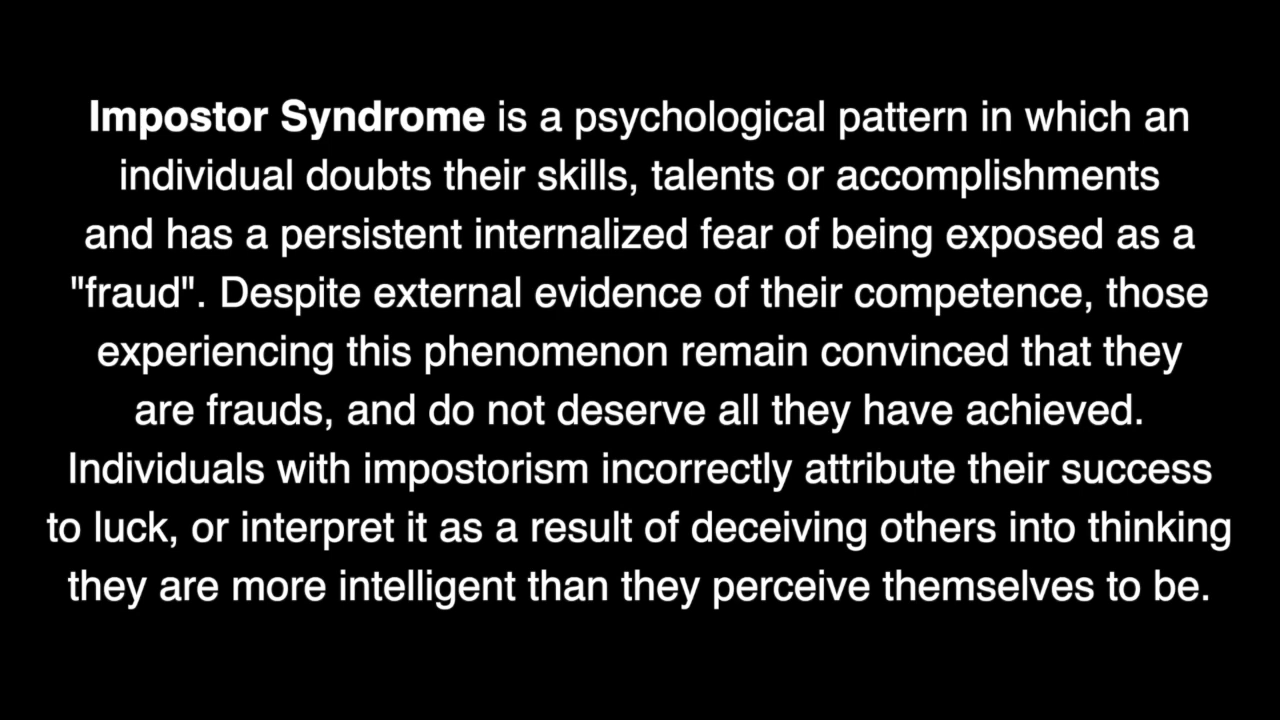 Impostor Syndrome is a psychological pattern in which an
individual doubts their skills, talents or accomplishments
and has a persistent internalized fear of being exposed as a
"fraud". Despite external evidence of their competence, those
experiencing this phenomenon remain convinced that they
are frauds, and do not deserve all they have achieved.
Individuals with impostorism incorrectly attribute their success
to luck, or interpret it as a result of deceiving others into thinking
they are more intelligent than they perceive themselves to be.